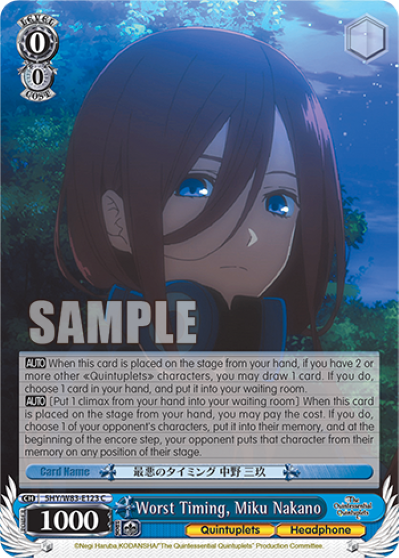 LEVEL
0
0
COST
SAMPLE
AUTO When this card is placed on the stage from your hand, if you have 2 or
more other «Quintuplets» characters, you may draw 1 card. If you do,
choose 1 card in your hand, and put it into your waiting room.
AUTO [Put 1 climax from your hand into your waiting room] When this card
is placed on the stage from your hand, you may pay the cost. If you do,
choose 1 of your opponent's characters, put it into their memory, and at
the beginning of the encore step, your opponent puts that character from
their memory on any position of their stage.
Card Name
最悪のタイミング 中野 三玖
CH
5HY/W83-E123 C
Worst Timing, Miku Nakano
The Quintessential Quintuplets
1000
Quintuplets
Headphone
©Negi Haruba,KODANSHA/"The Quintessential Quintuplets" Production Committee.